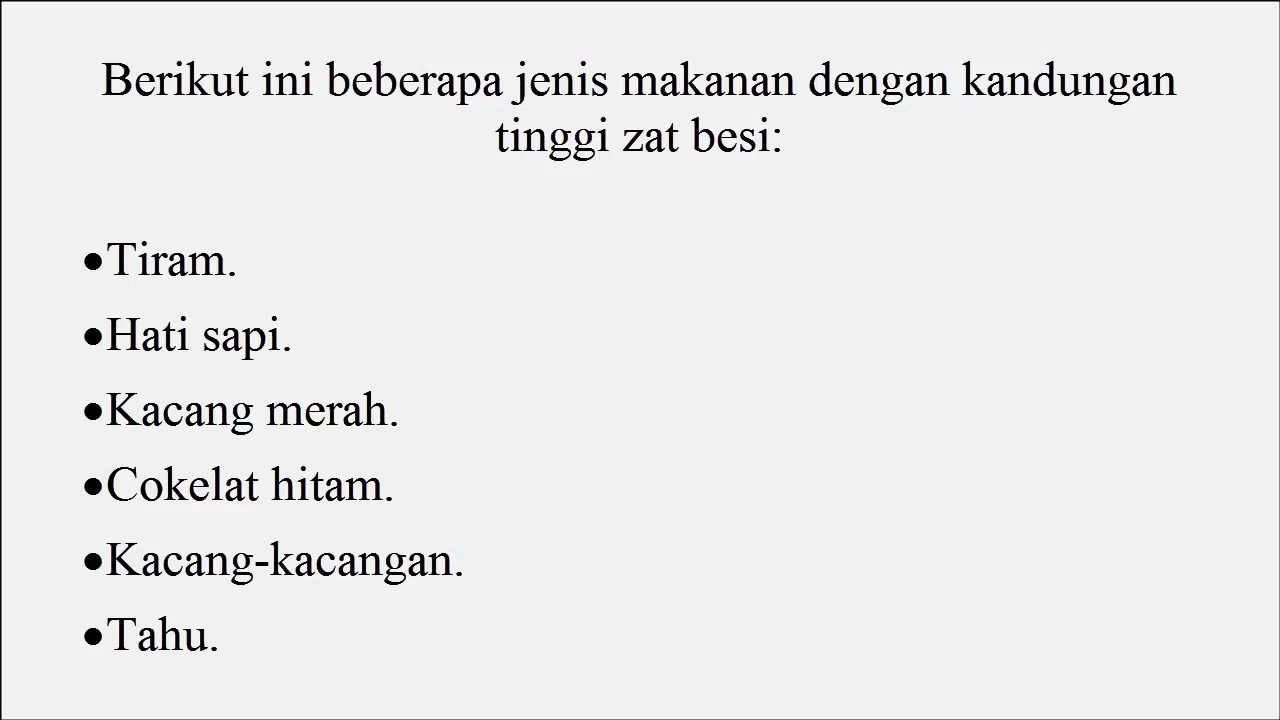 Berikut ini beberapa jenis makanan dengan kandungan
tinggi zat besi:
•Tiram.
•Hati sapi.
•Kacang merah.
•Cokelat hitam.
•Kacang-kacangan.
•Tahu.